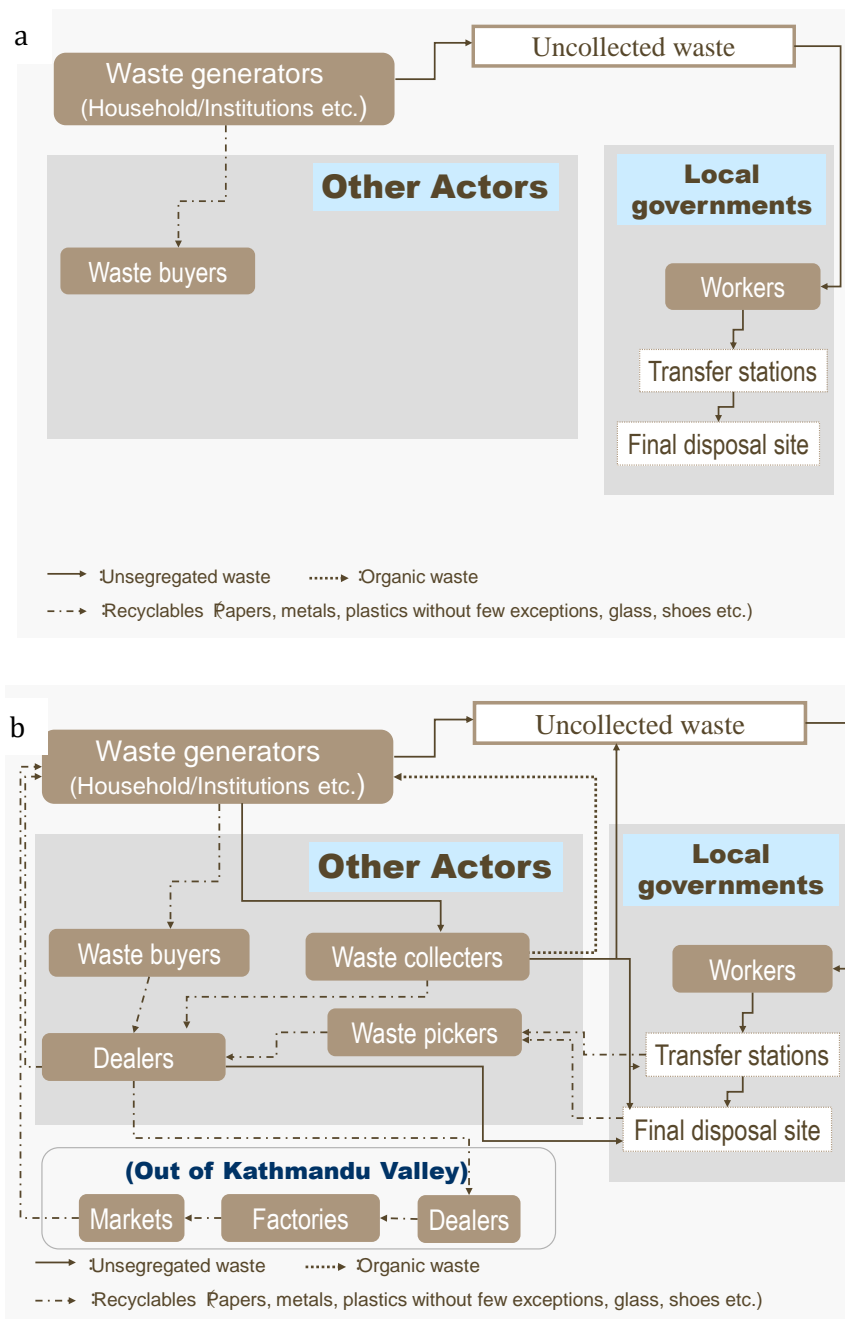 a
Uncollected waste
Waste generators
(Household/Institutions etc.)
Other Actors
Local
governments
Waste buyers
Workers
Transfer stations
Final disposal site
:Unsegregated waste
:Organic waste
:Recyclables (Papers, metals, plastics without few exceptions, glass, shoes etc.)
b
Uncollected waste
Waste generators
(Household/Institutions etc.)
Other Actors
Local
governments
Waste buyers
Waste collecters
Workers
Waste pickers
Dealers
Transfer stations
Final disposal site
(Out of Kathmandu Valley)
Markets
Factories
Dealers
:Unsegregated waste
:Organic waste
:Recyclables (Papers, metals, plastics without few exceptions, glass, shoes etc.)